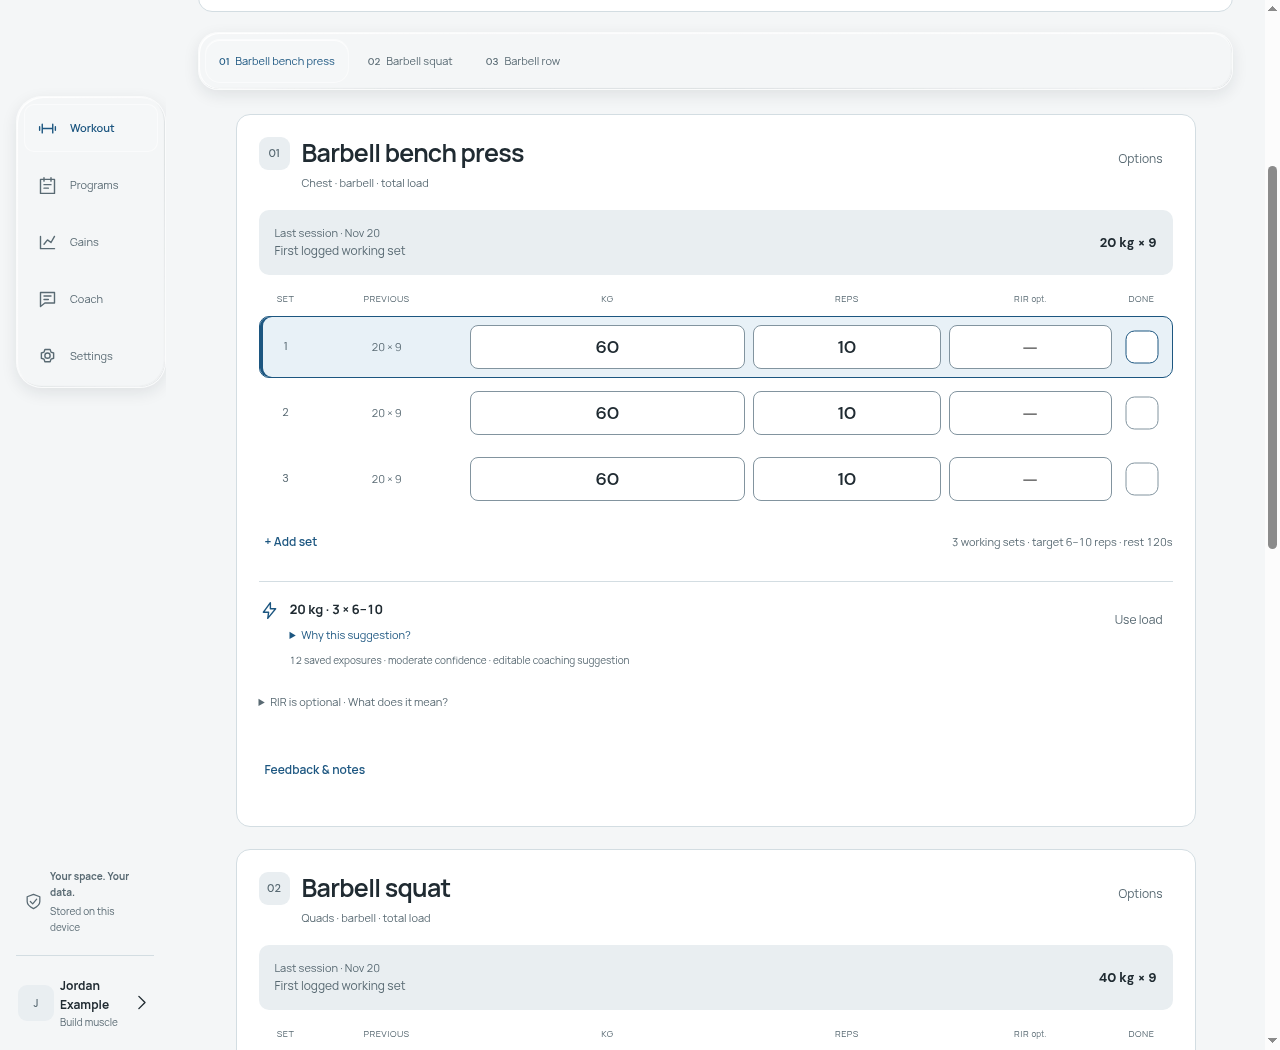 01 Barbell bench press
02 Barbell squat
03 Barbell row
Workout
Programs
Gains
Coach
Settings
Your space. Your
data.
Stored on this
device
J
Jordan
Example
Build muscle
01
Barbell bench press
Options
Chest · barbell · total load
Last session · Nov 20
First logged working set
20 kg × 9
SET PREVIOUS KG REPS RIR opt. DONE
1 20 × 9 60 10 —
2 20 × 9 60 10 —
3 20 × 9 60 10 —
+ Add set
3 working sets · target 6–10 reps · rest 120s
20 kg · 3 × 6–10
Use load
Why this suggestion?
12 saved exposures · moderate confidence · editable coaching suggestion
RIR is optional · What does it mean?
Feedback & notes
02
Barbell squat
Options
Quads · barbell · total load
Last session · Nov 20
First logged working set
40 kg × 9
SET PREVIOUS KG REPS RIR opt. DONE